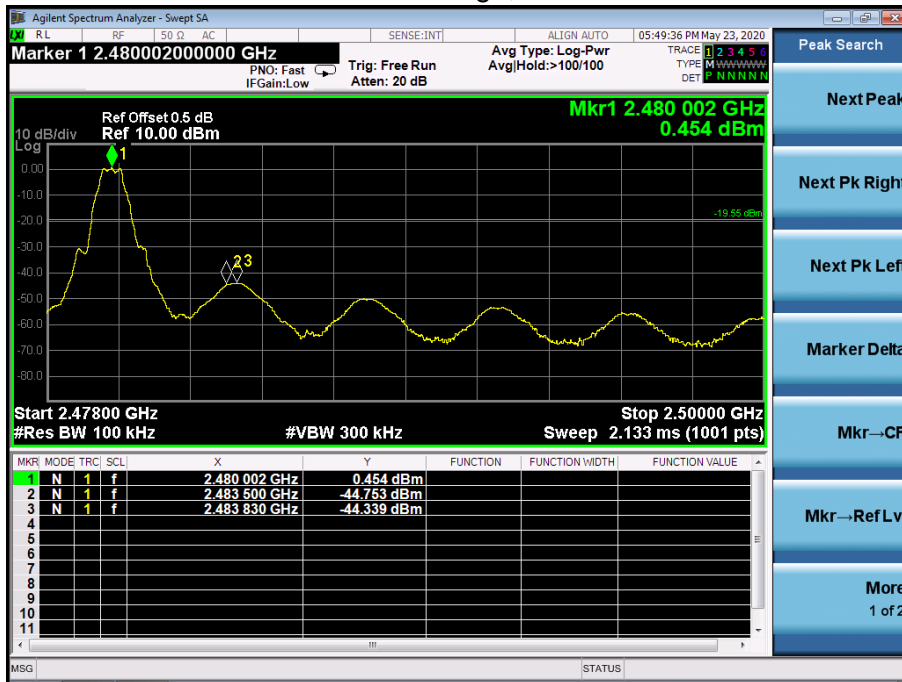 Agilent Spectrum Analyzer - Swept SA
LXI RL RF 50 Ω AC SENSE:INT ALIGN AUTO 05:49:36 PM May 23, 2020
Marker 1 2.480002000000 GHz
PNO: Fast
IFGain:Low
Trig: Free Run
Atten: 20 dB
Avg Type: Log-Pwr
Avg|Hold:>100/100
TRACE 1 2 3 4 5 6
TYPE M WWWWW
DET P N N N N N
Peak Search
Mkr1 2.480 002 GHz
0.454 dBm
Ref Offset 0.5 dB
10 dB/div Ref 10.00 dBm
Log
1
0.00
-10.0
-20.0
-19.55 dBm
-30.0
-40.0
2 3
-50.0
-60.0
-70.0
-80.0
Start 2.47800 GHz Stop 2.50000 GHz
#Res BW 100 kHz #VBW 300 kHz Sweep 2.133 ms (1001 pts)
MKR MODE TRC SCL X Y FUNCTION FUNCTION WIDTH FUNCTION VALUE
1 N 1 f 2.480 002 GHz 0.454 dBm
2 N 1 f 2.483 500 GHz -44.753 dBm
3 N 1 f 2.483 830 GHz -44.339 dBm
4
5
6
7
8
9
10
11
MSG STATUS
Next Peak
Next Pk Right
Next Pk Left
Marker Delta
Mkr→CF
Mkr→Ref Lv
More
1 of 2